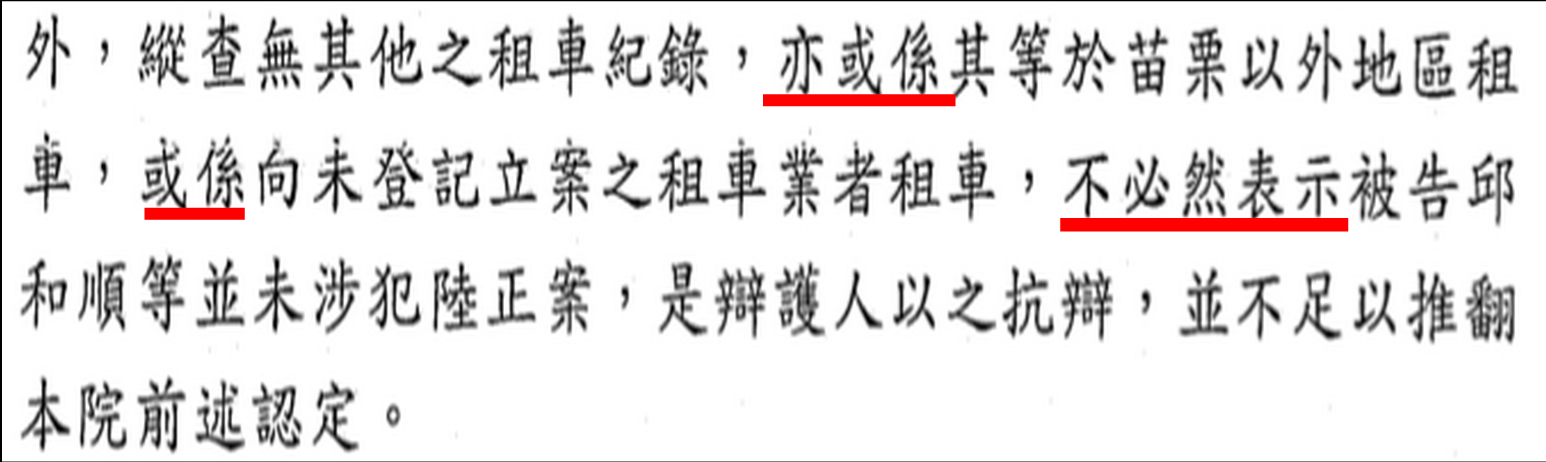 外，縱查無其他之租車紀錄，亦或係其等於苗栗以外地區租
車，或係向未登記立案之租車業者租車，不必然表示被告邱
和順等並未涉犯陸正案，是辯護人以之抗辯，並不足以推翻
本院前述認定。